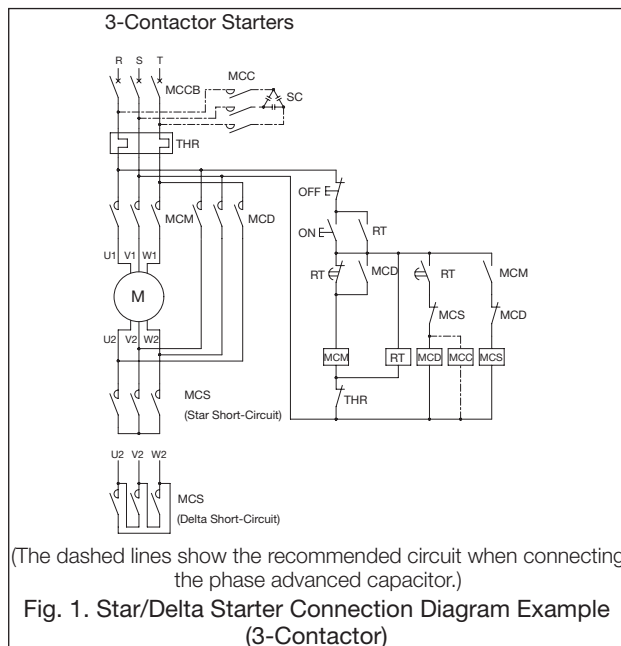 3-Contactor Starters
R S T
MCC
MCCB
SC
THR
OFF
MCM MCD
ON RT
U1 V1 W1
RT MCD RT MCM
M
MCS MCD
U2 V2 W2
MCM RT MCD MCC MCS
MCS
(Star Short-Circuit)
THR
U2 V2 W2
MCS
(Delta Short-Circuit)
(The dashed lines show the recommended circuit when connecting
the phase advanced capacitor.)
Fig. 1. Star/Delta Starter Connection Diagram Example
(3-Contactor)